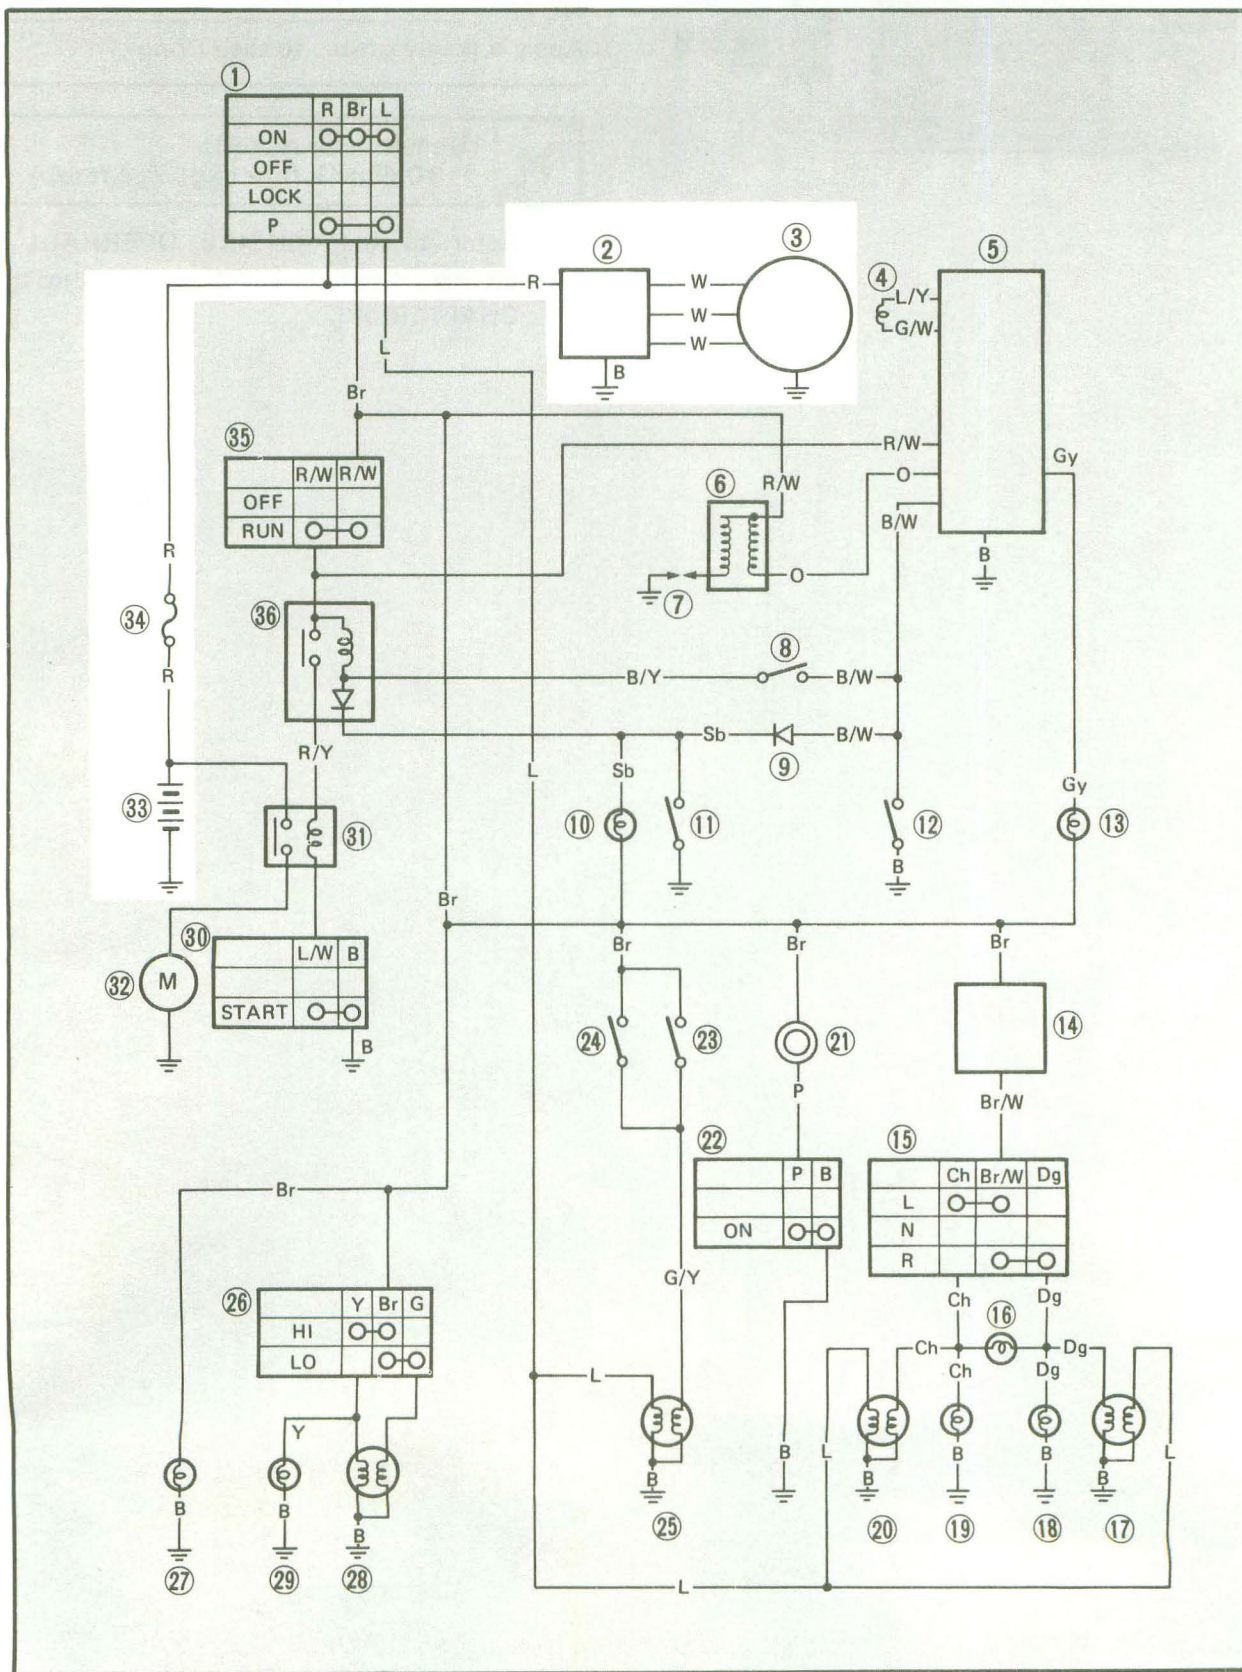 ①
R Br L
ON
OFF
LOCK
P
② ③ ④ ⑤
R W L/Y
W G/W
W
B
L
Br
㉟
R/W R/W
OFF
RUN
R/W Gy
O
⑥ R/W B/W
B
R
O
⑦
㉞ ㊱
R
⑧
B/Y B/W
Sb B/W
⑨
R/Y
L
Sb Gy
㉝ ㉛ ⑩ ⑪ ⑫ ⑬
B
Br
㉚
L/W B
START
㉜ M
B
Br Br Br
㉔ ㉓ ㉑ ⑭
P Br/W
㉒
P B
ON
⑮
Ch Br/W Dg
L
N
R
Br
G/Y
㉖
Y Br G
HI
LO
Ch ⑯ Dg
Ch Dg
L Ch Dg
Y
B L L
B B B B B B B B
㉗ ㉙ ㉘ ㉕ ⑳ ⑲ ⑱ ⑰
L